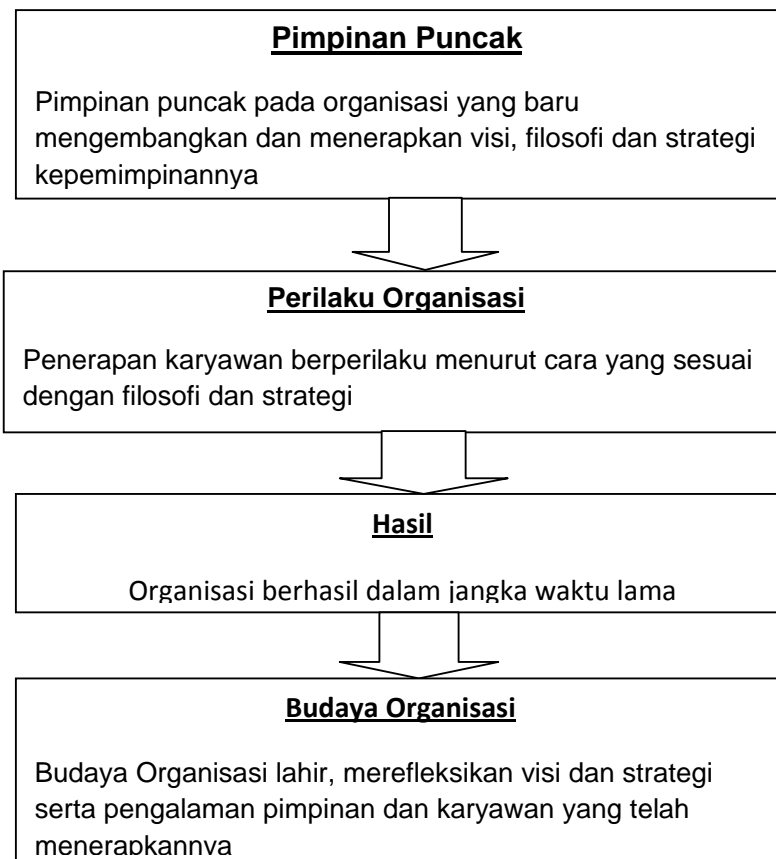 Pimpinan Puncak
Pimpinan puncak pada organisasi yang baru
mengembangkan dan menerapkan visi, filosofi dan strategi
kepemimpinannya
Perilaku Organisasi
Penerapan karyawan berperilaku menurut cara yang sesuai
dengan filosofi dan strategi
Hasil
Organisasi berhasil dalam jangka waktu lama
Budaya Organisasi
Budaya Organisasi lahir, merefleksikan visi dan strategi
serta pengalaman pimpinan dan karyawan yang telah
menerapkannya